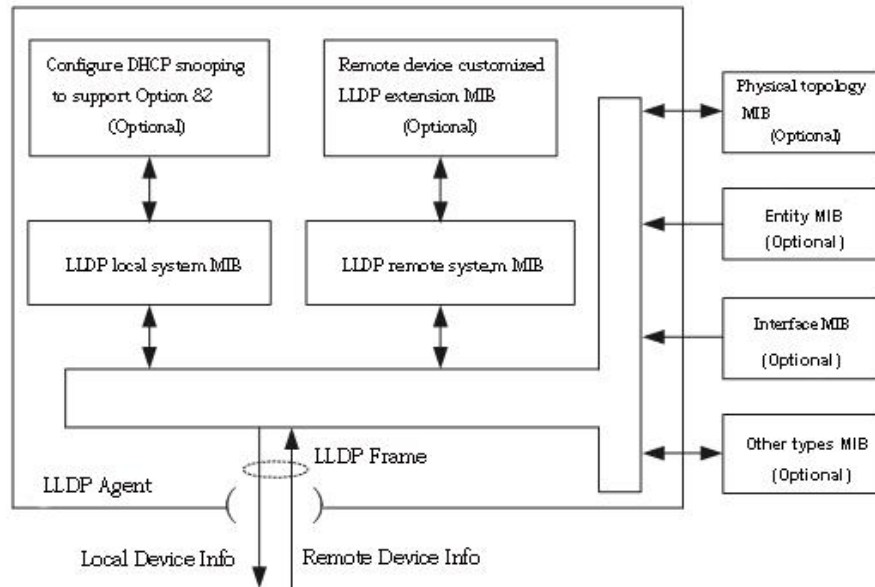 Configure DHCP snooping
to support Option 82
(Optional)
Remote device customized
LLDP extension MIB
(Optional)
Physical topology
MIB
(Optional)
LLDP local system MIB
LLDP remote syste,m MIB
Entity MIB
(Optional)
Interface MIB
(Optional)
Other types MIB
(Optional)
LLDP Frame
LLDP Agent
Local Device Info
Remote Device Info